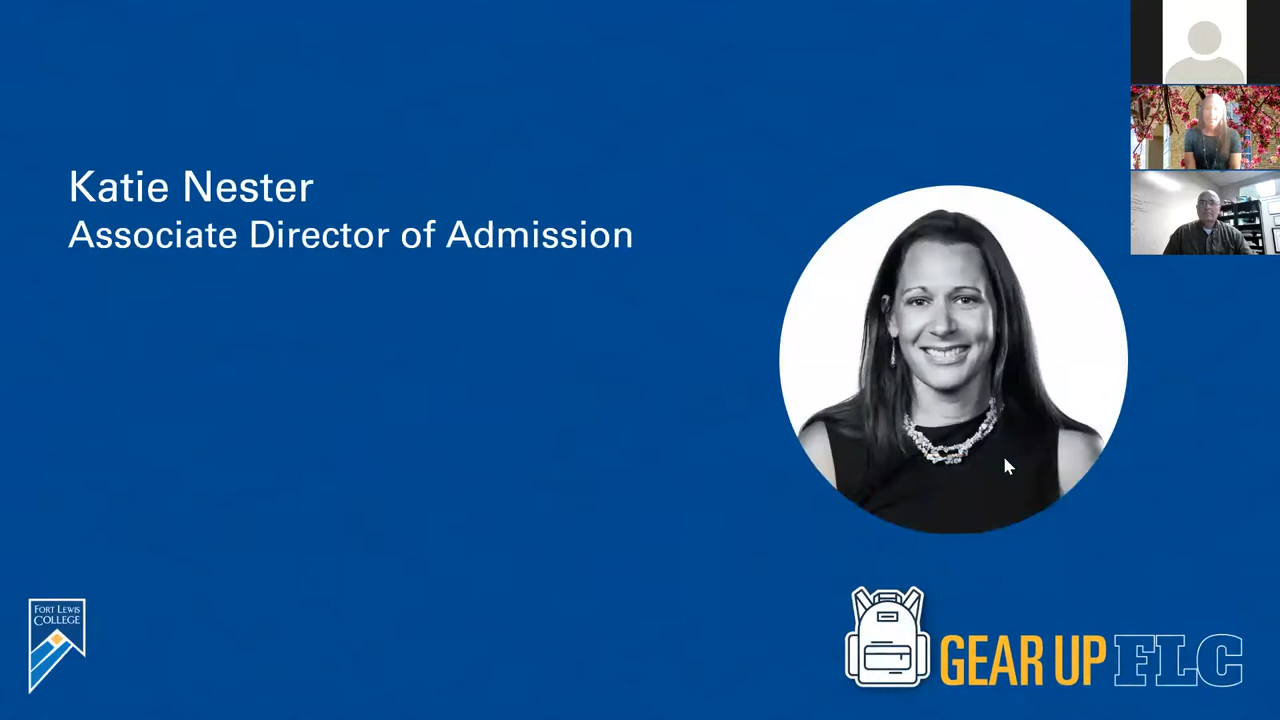 Katie Nester
Associate Director of Admission
FORT LEWIS
COLLEGE
GEAR UP FLC